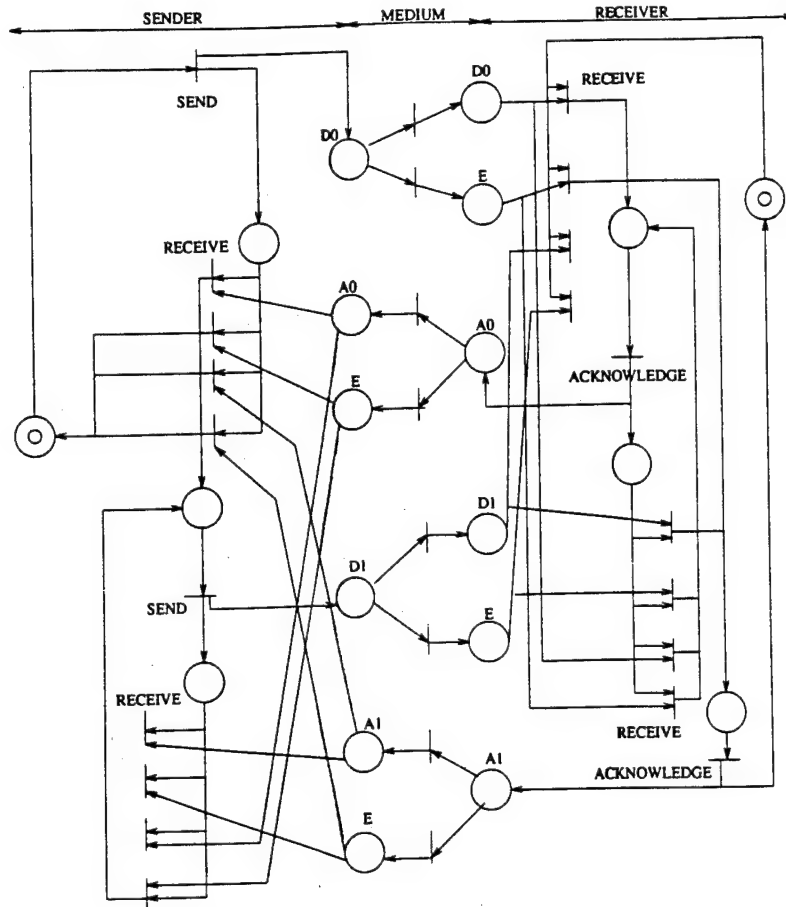 SENDER MEDIUM RECEIVER
D0 RECEIVE
SEND
D0
E
RECEIVE
A0
A0
ACKNOWLEDGE
E
D1
D1
SEND
E
RECEIVE
A1
RECEIVE
A1
ACKNOWLEDGE
E